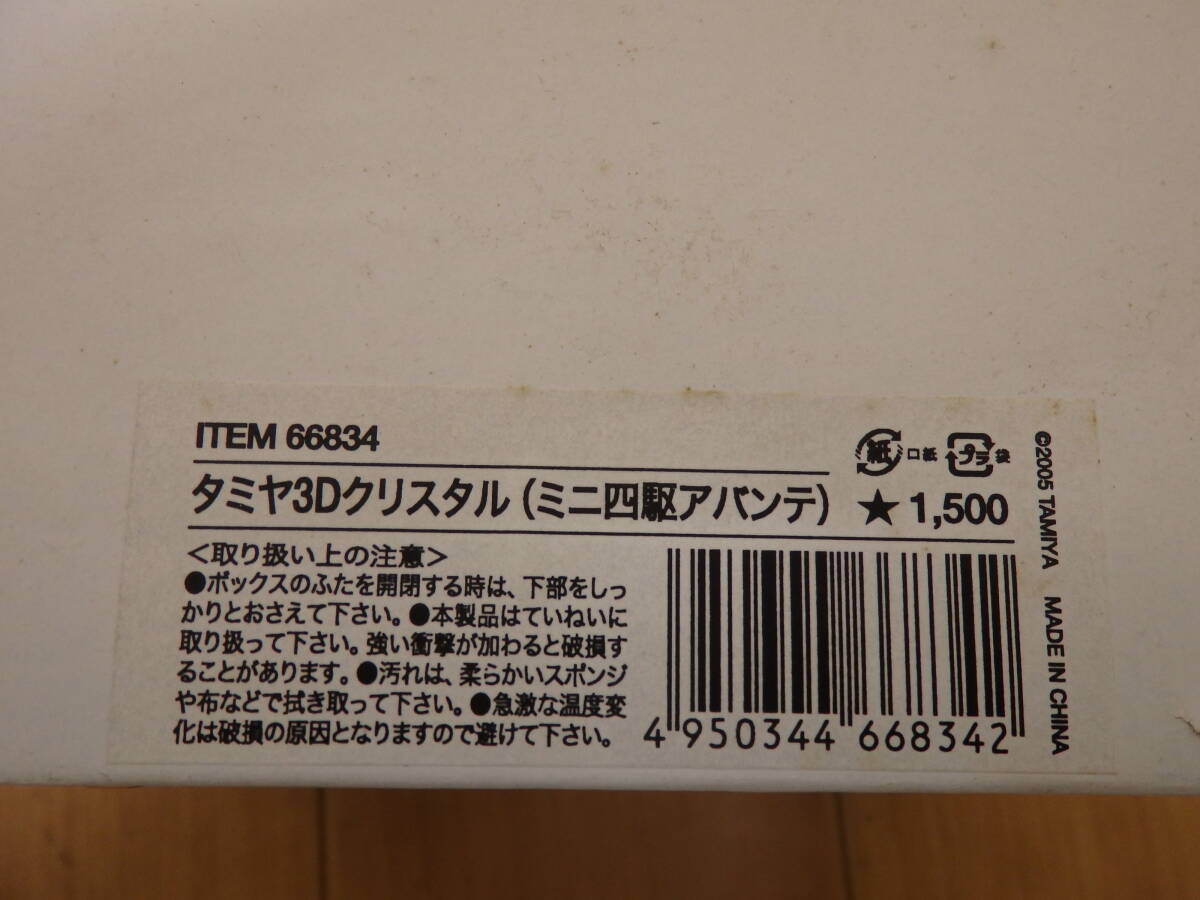 ITEM 66834
紙 口紙 プラ 袋
タミヤ3Dクリスタル（ミニ四駆アバンテ） ★ 1,500
＜取り扱い上の注意＞
●ボックスのふたを開閉する時は、下部をしっ
かりとおさえて下さい。●本製品はていねいに
取り扱って下さい。強い衝撃が加わると破損す
ることがあります。●汚れは、柔らかいスポンジ
や布などで拭き取って下さい。●急激な温度変
化は破損の原因となりますので避けて下さい。
4 950344 668342
©2005 TAMIYA MADE IN CHINA